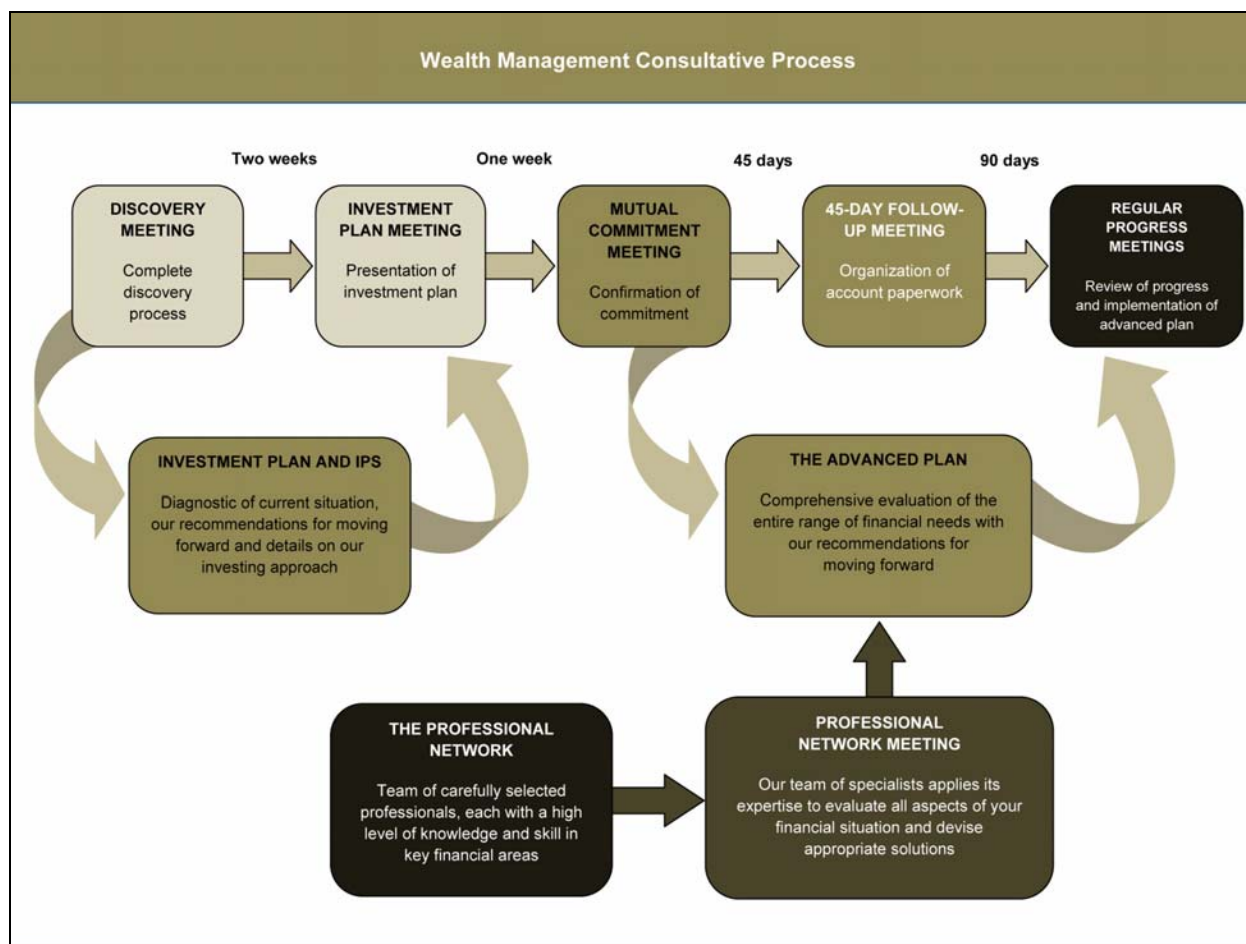 Wealth Management Consultative Process
Two weeks
One week
45 days
90 days
DISCOVERY
MEETING
Complete
discovery
process
INVESTMENT
PLAN MEETING
Presentation of
investment plan
MUTUAL
COMMITMENT
MEETING
Confirmation of
commitment
45-DAY FOLLOW-
UP MEETING
Organization of
account paperwork
REGULAR
PROGRESS
MEETINGS
Review of progress
and implementation of
advanced plan
INVESTMENT PLAN AND IPS
Diagnostic of current situation,
our recommendations for moving
forward and details on our
investing approach
THE ADVANCED PLAN
Comprehensive evaluation of the
entire range of financial needs with
our recommendations for
moving forward
THE PROFESSIONAL
NETWORK
Team of carefully selected
professionals, each with a high
level of knowledge and skill in
key financial areas
PROFESSIONAL
NETWORK MEETING
Our team of specialists applies its
expertise to evaluate all aspects of your
financial situation and devise
appropriate solutions